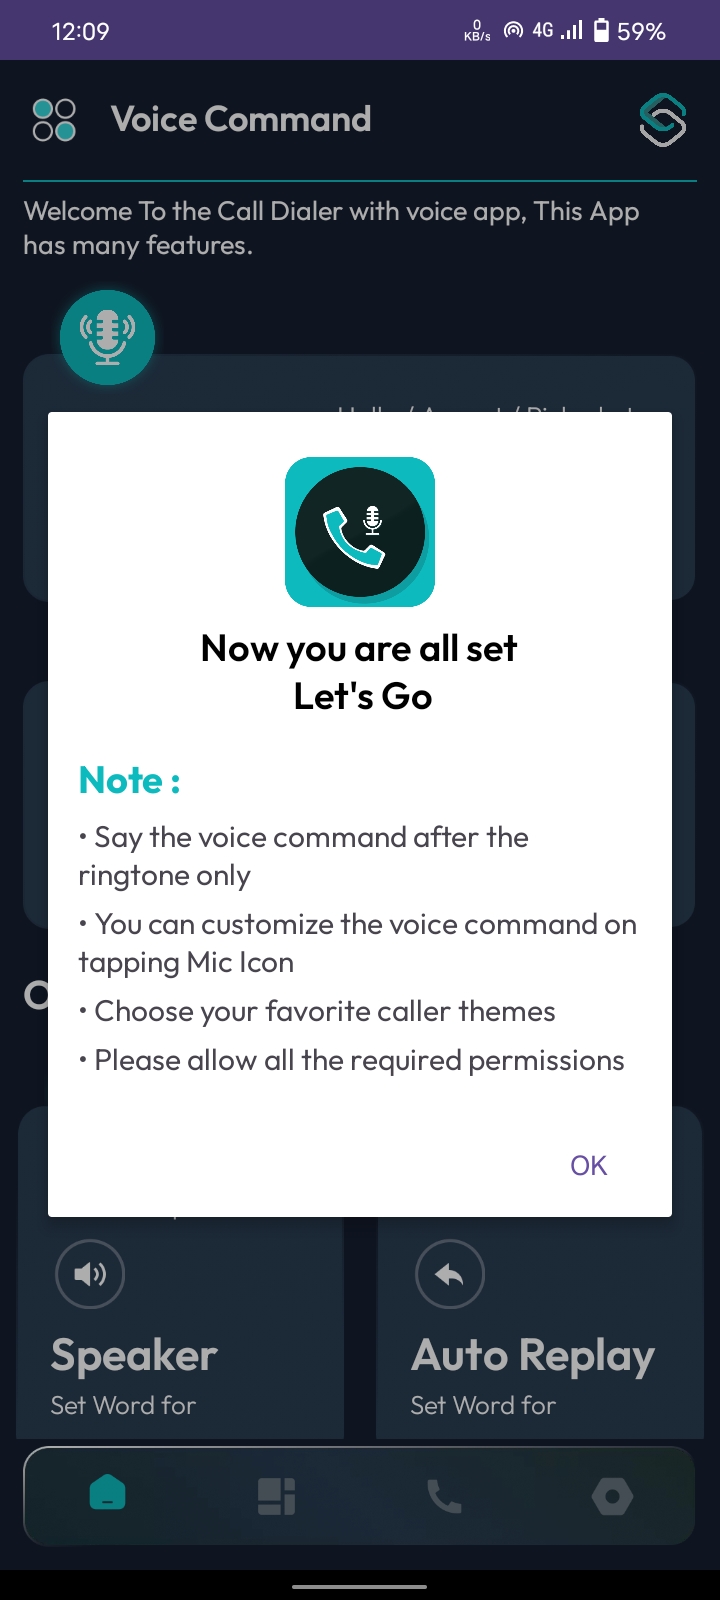 12:09
0
KB/s
4G
59%
Voice Command
Welcome To the Call Dialer with voice app, This App
has many features.
Now you are all set
Let's Go
Note :
• Say the voice command after the
ringtone only
• You can customize the voice command on
tapping Mic Icon
• Choose your favorite caller themes
• Please allow all the required permissions
OK
Speaker
Auto Replay
Set Word for
Set Word for